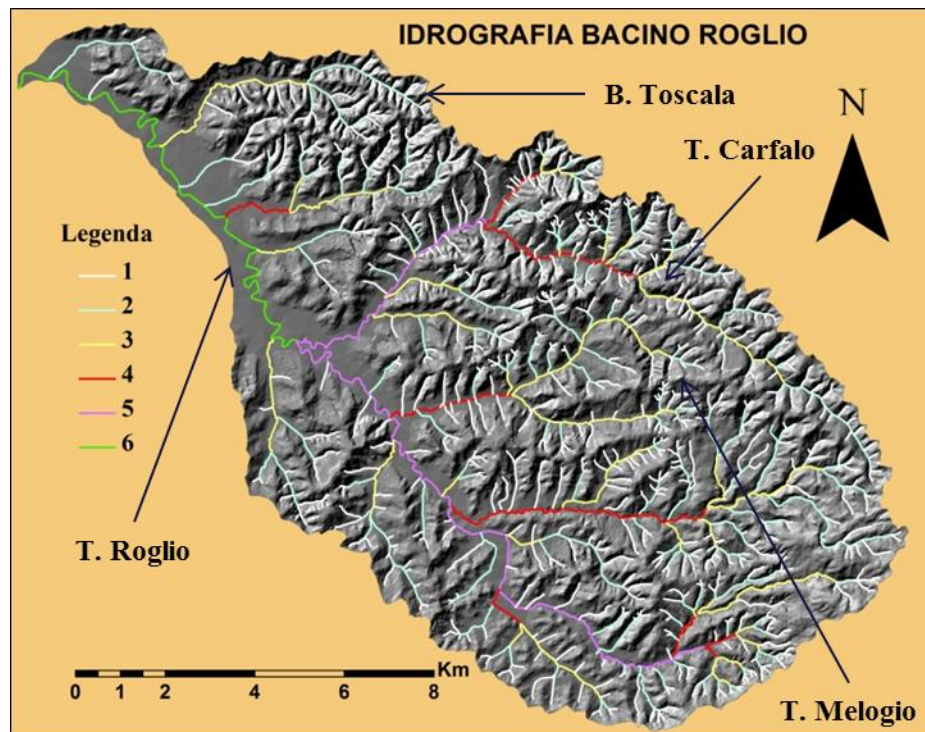 IDROGRAFIA BACINO ROGLIO
B. Toscala
N
T. Carfalo
Legenda
1
2
3
4
5
6
T. Roglio
Km
0 1 2 4 6 8
T. Melogio